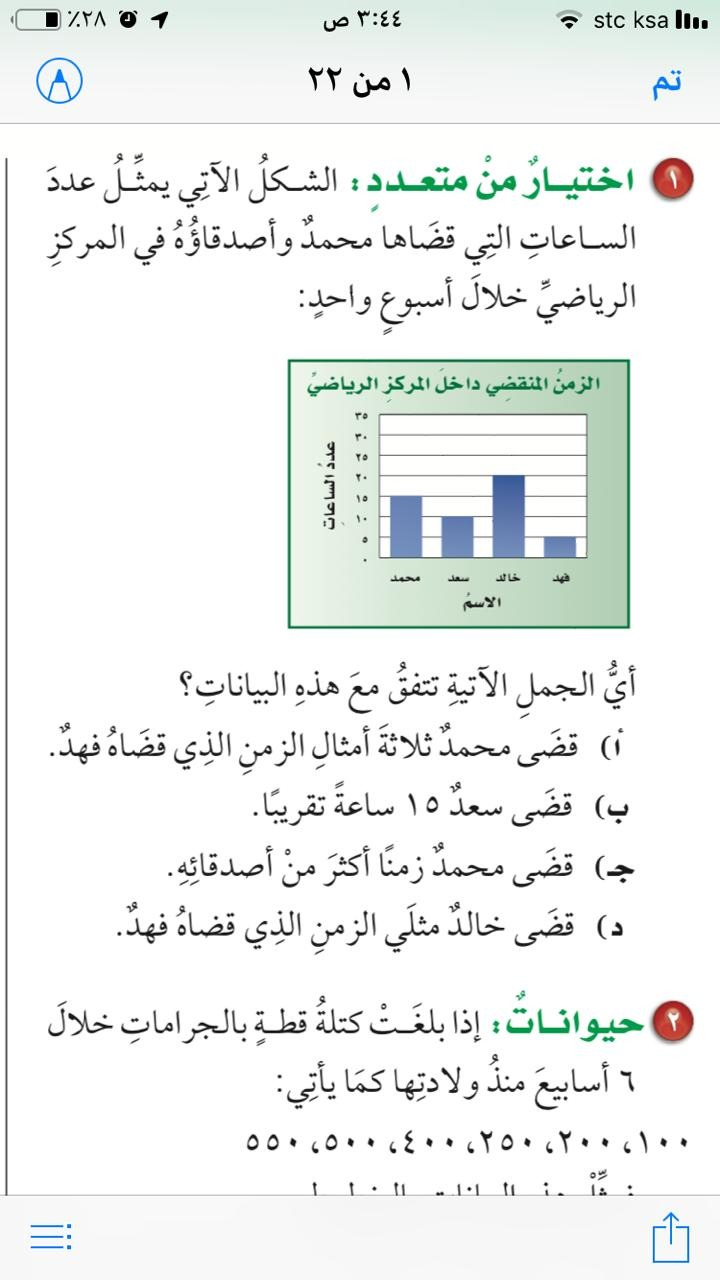 ٪٢٨ ٣:٤٤ ص stc ksa
تم ١ من ٢٢
١ اختيارٌ منْ متعددٍ: الشكلُ الآتِي يمثِّلُ عددَ
الساعاتِ التِي قضَاها محمدٌ وأصدقاؤُهُ في المركزِ
الرياضيِّ خلالَ أسبوعٍ واحدٍ:
الزمنُ المنقضِي داخلَ المركزِ الرياضيِّ
عددُ الساعاتِ
٣٥
٣٠
٢٥
٢٠
١٥
١٠
٥
٠
محمد سعد خالد فهد
الاسمُ
أيُّ الجملِ الآتيةِ تتفقُ معَ هذهِ البياناتِ؟
أ) قضَى محمدٌ ثلاثةَ أمثالِ الزمنِ الذِي قضَاهُ فهدٌ.
ب) قضَى سعدٌ ١٥ ساعةً تقريبًا.
جـ) قضَى محمدٌ زمنًا أكثرَ منْ أصدقائِهِ.
د) قضَى خالدٌ مثلَي الزمنِ الذِي قضاهُ فهدٌ.
٢ حيواناتٌ: إذا بلغَتْ كتلةُ قطةٍ بالجراماتِ خلالَ
٦ أسابيعَ منذُ ولادتِها كمَا يأتِي:
١٠٠، ٢٠٠، ٢٥٠، ٤٠٠، ٥٠٠، ٥٥٠